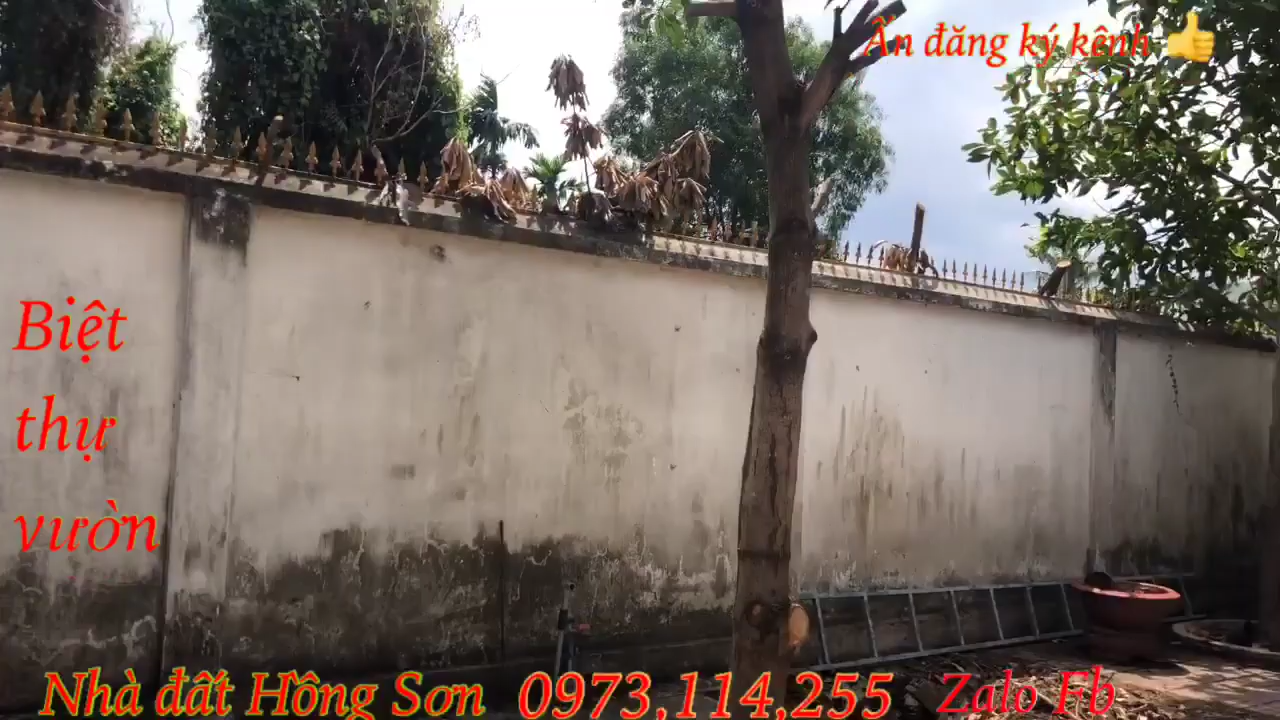 Ấn đăng ký kênh 👍
Biệt
thự
vườn
Nhà đất Hồng Sơn 0973,114,255 Zalo Fb